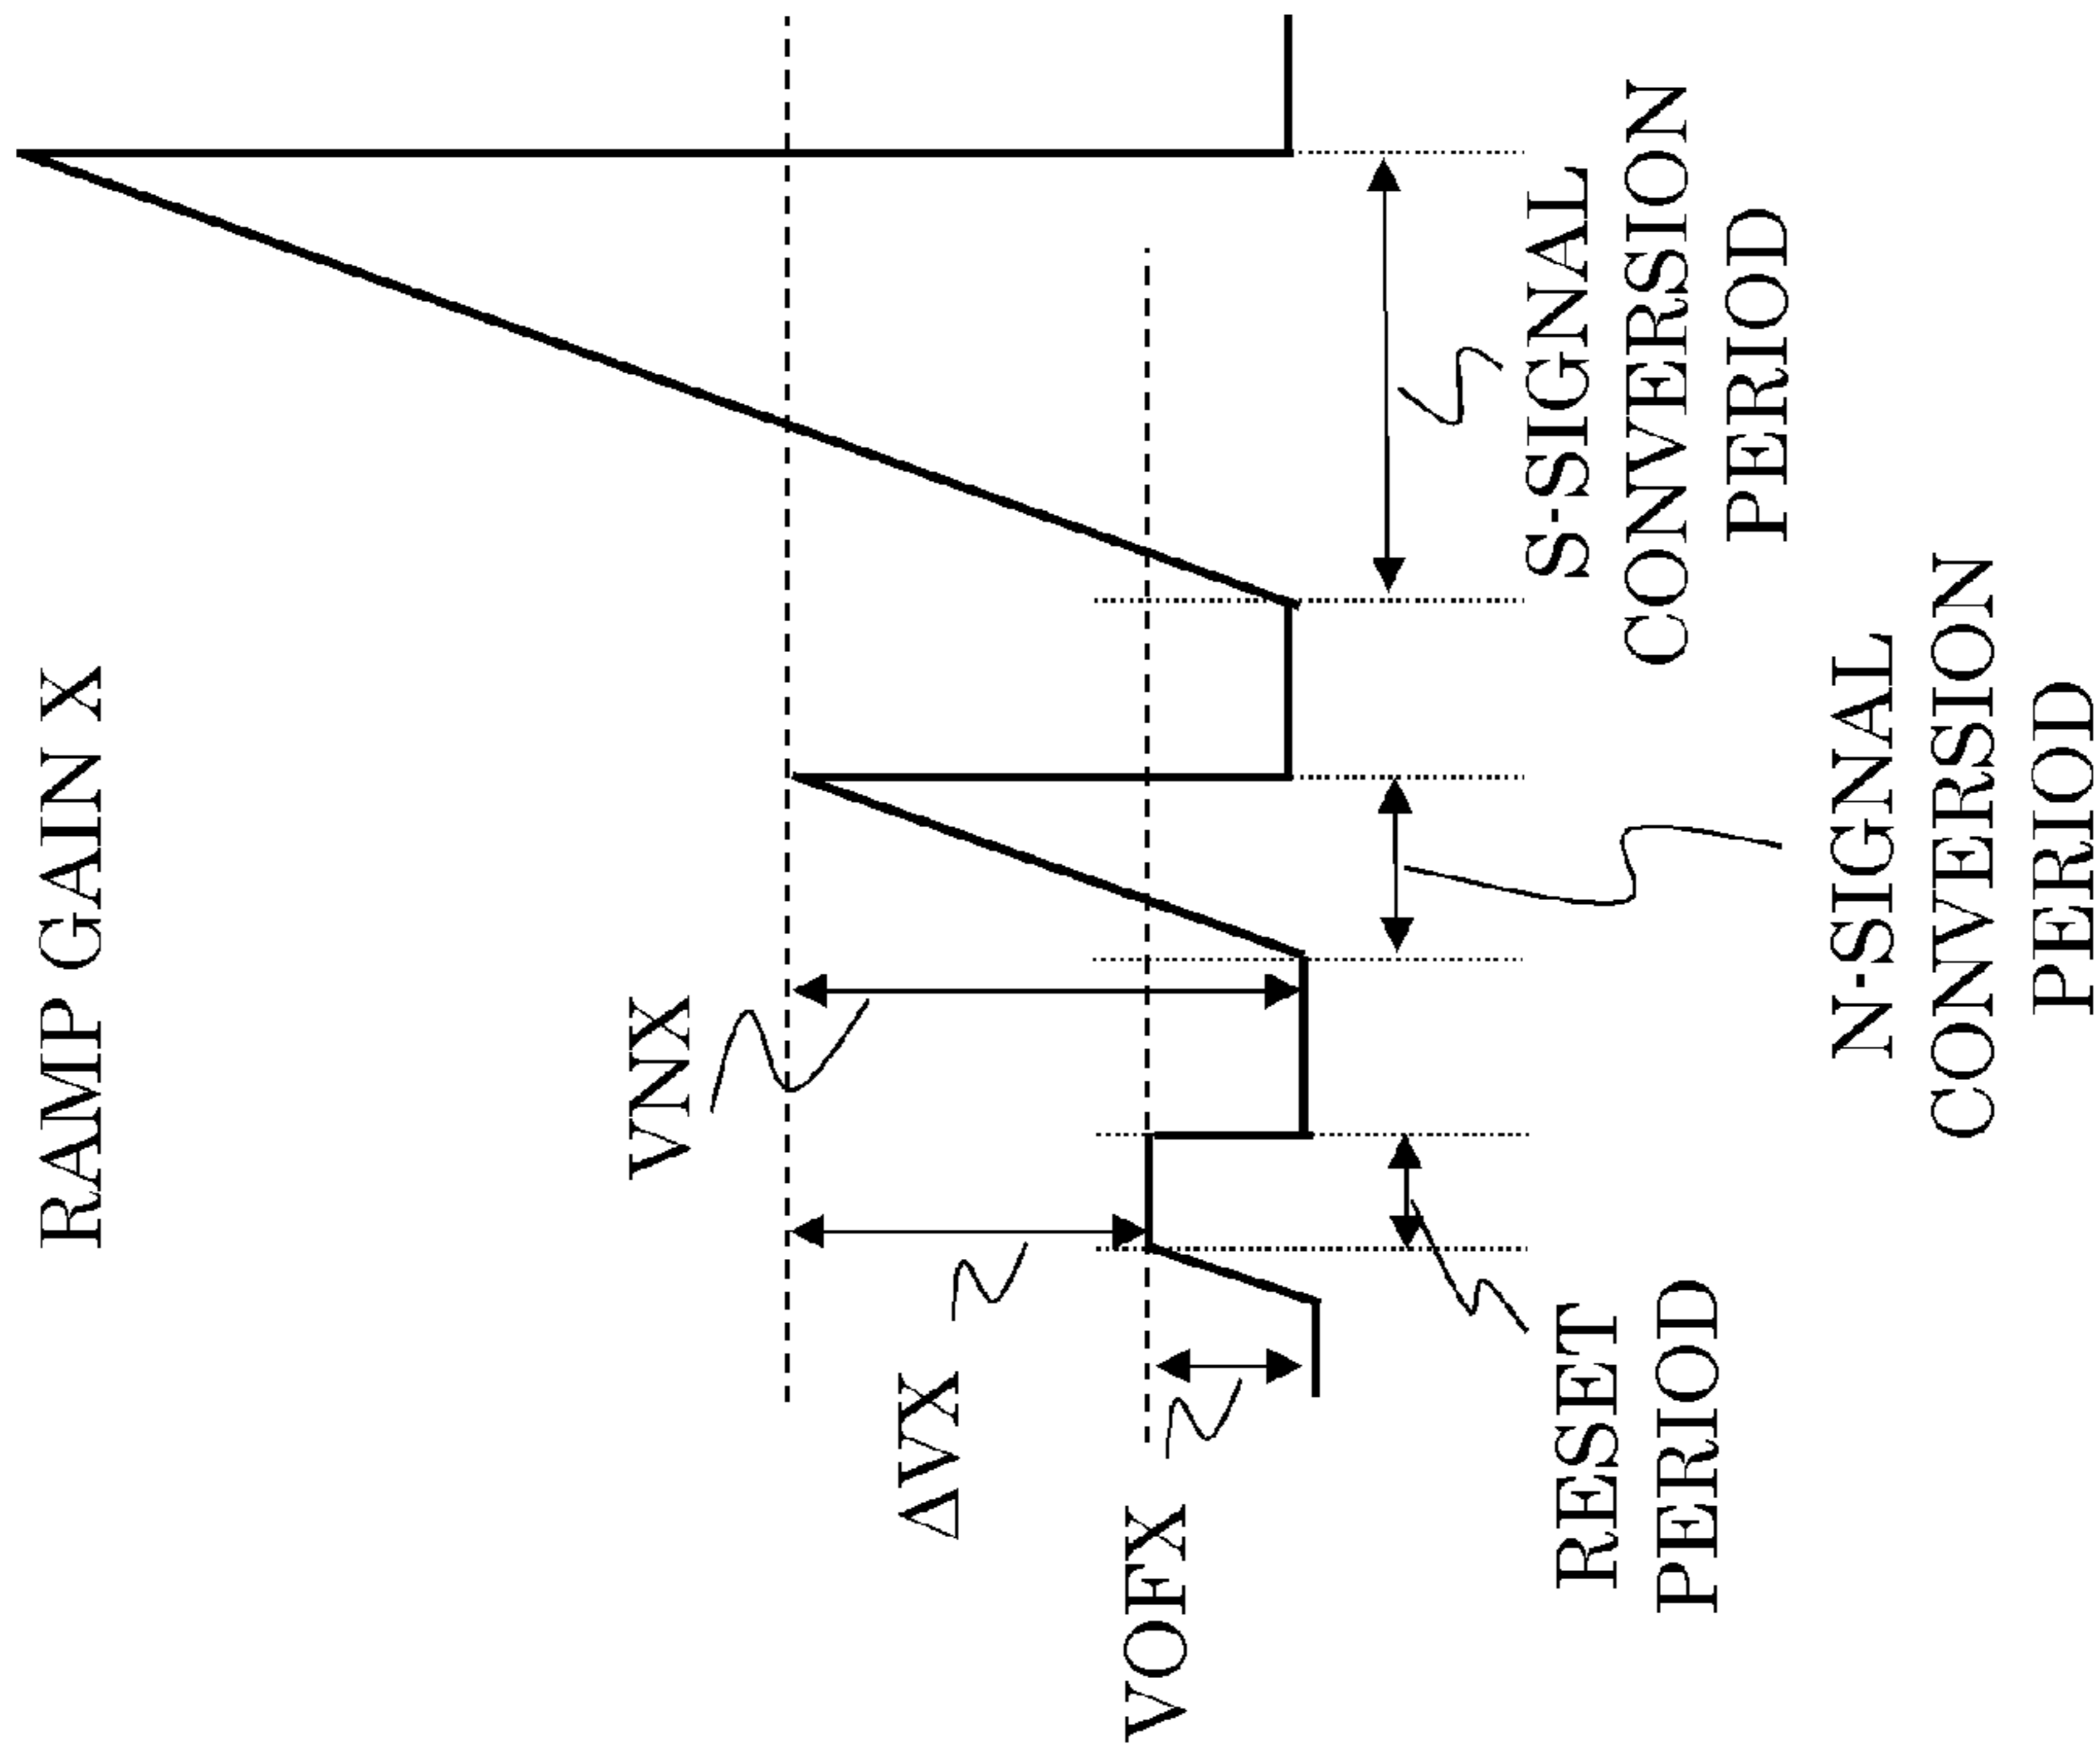 RAMP GAIN X
VNX
ΔVX
VOFX
RESET
PERIOD
N-SIGNAL
CONVERSION
PERIOD
S-SIGNAL
CONVERSION
PERIOD